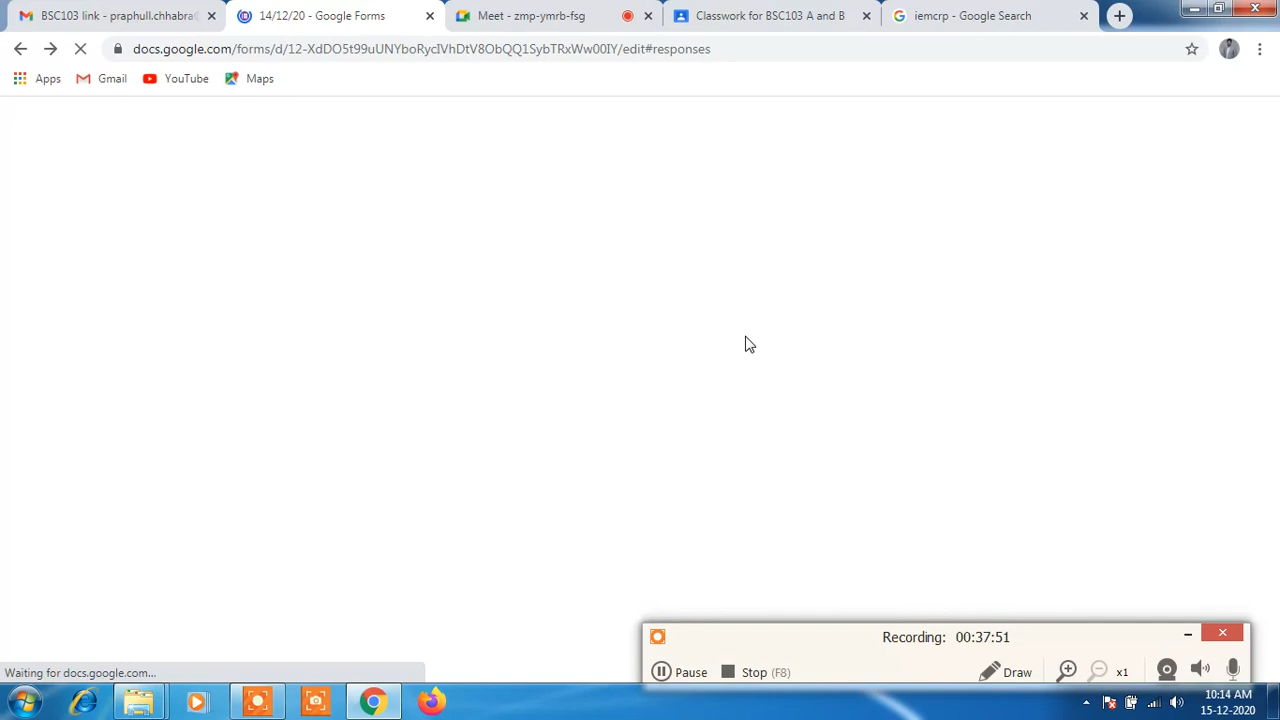 BSC103 link - praphull.chhabra@
14/12/20 - Google Forms
Meet - zmp-ymrb-fsg
Classwork for BSC103 A and B
iemcrp - Google Search
docs.google.com/forms/d/12-XdDO5t99uUNYboRycIVhDtV8ObQQ1SybTRxWw00IY/edit#responses
Apps Gmail YouTube Maps
Recording: 00:37:51
Pause Stop (F8) Draw x1
Waiting for docs.google.com...
10:14 AM
15-12-2020